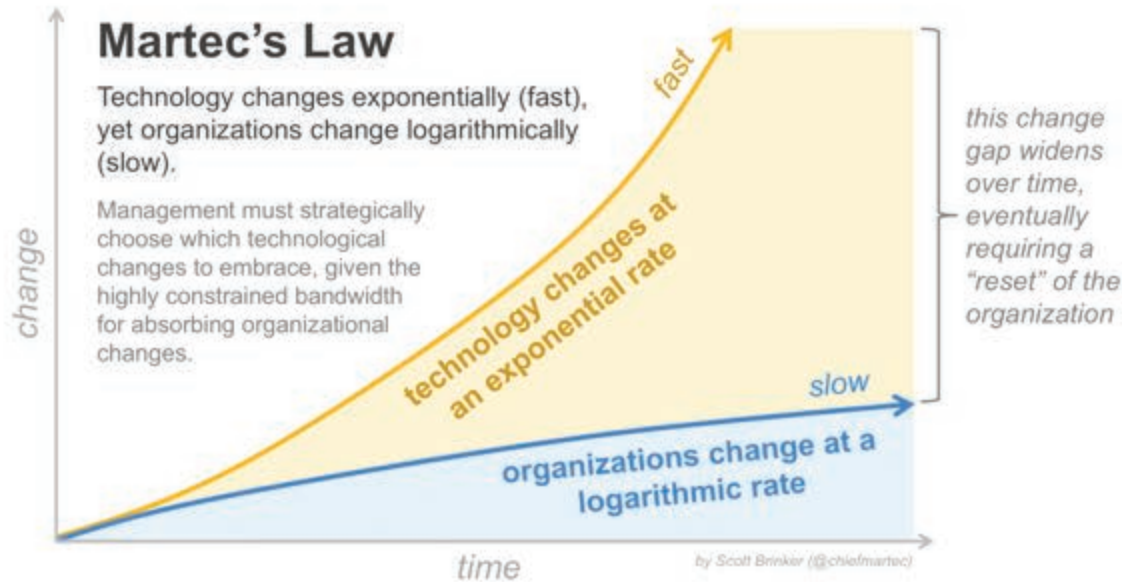 Martec's Law
Technology changes exponentially (fast),
yet organizations change logarithmically
(slow).
Management must strategically
choose which technological
changes to embrace, given the
highly constrained bandwidth
for absorbing organizational
changes.
change
fast
technology changes at
an exponential rate
this change
gap widens
over time,
eventually
requiring a
“reset” of the
organization
slow
organizations change at a
logarithmic rate
time
by Scott Brinker (@chiefmartec)